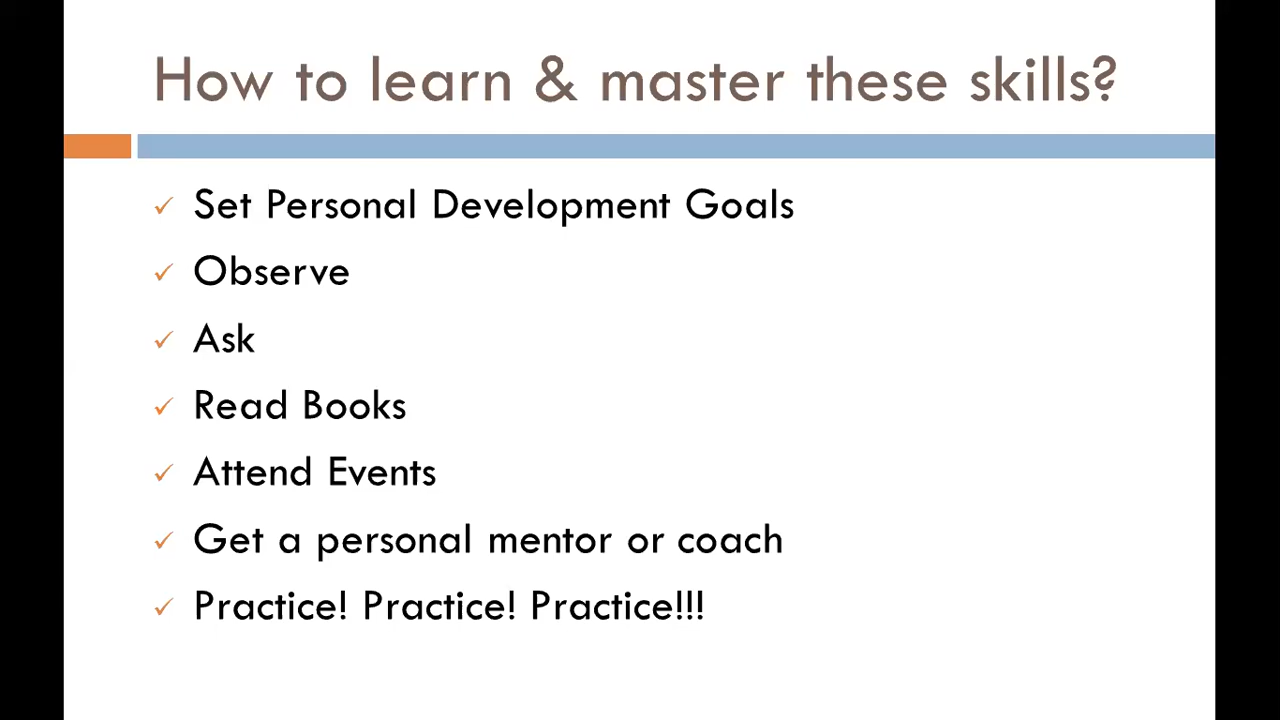 How to learn & master these skills?
✓ Set Personal Development Goals
✓ Observe
✓ Ask
✓ Read Books
✓ Attend Events
✓ Get a personal mentor or coach
✓ Practice! Practice! Practice!!!